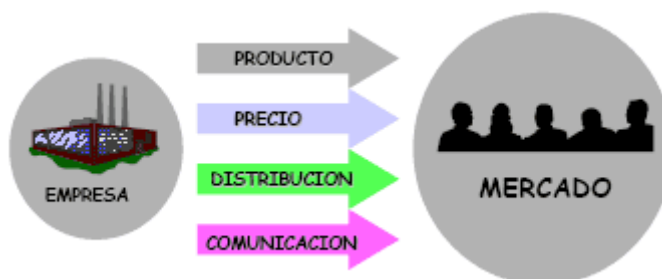 EMPRESA
PRODUCTO
PRECIO
DISTRIBUCION
COMUNICACION
MERCADO